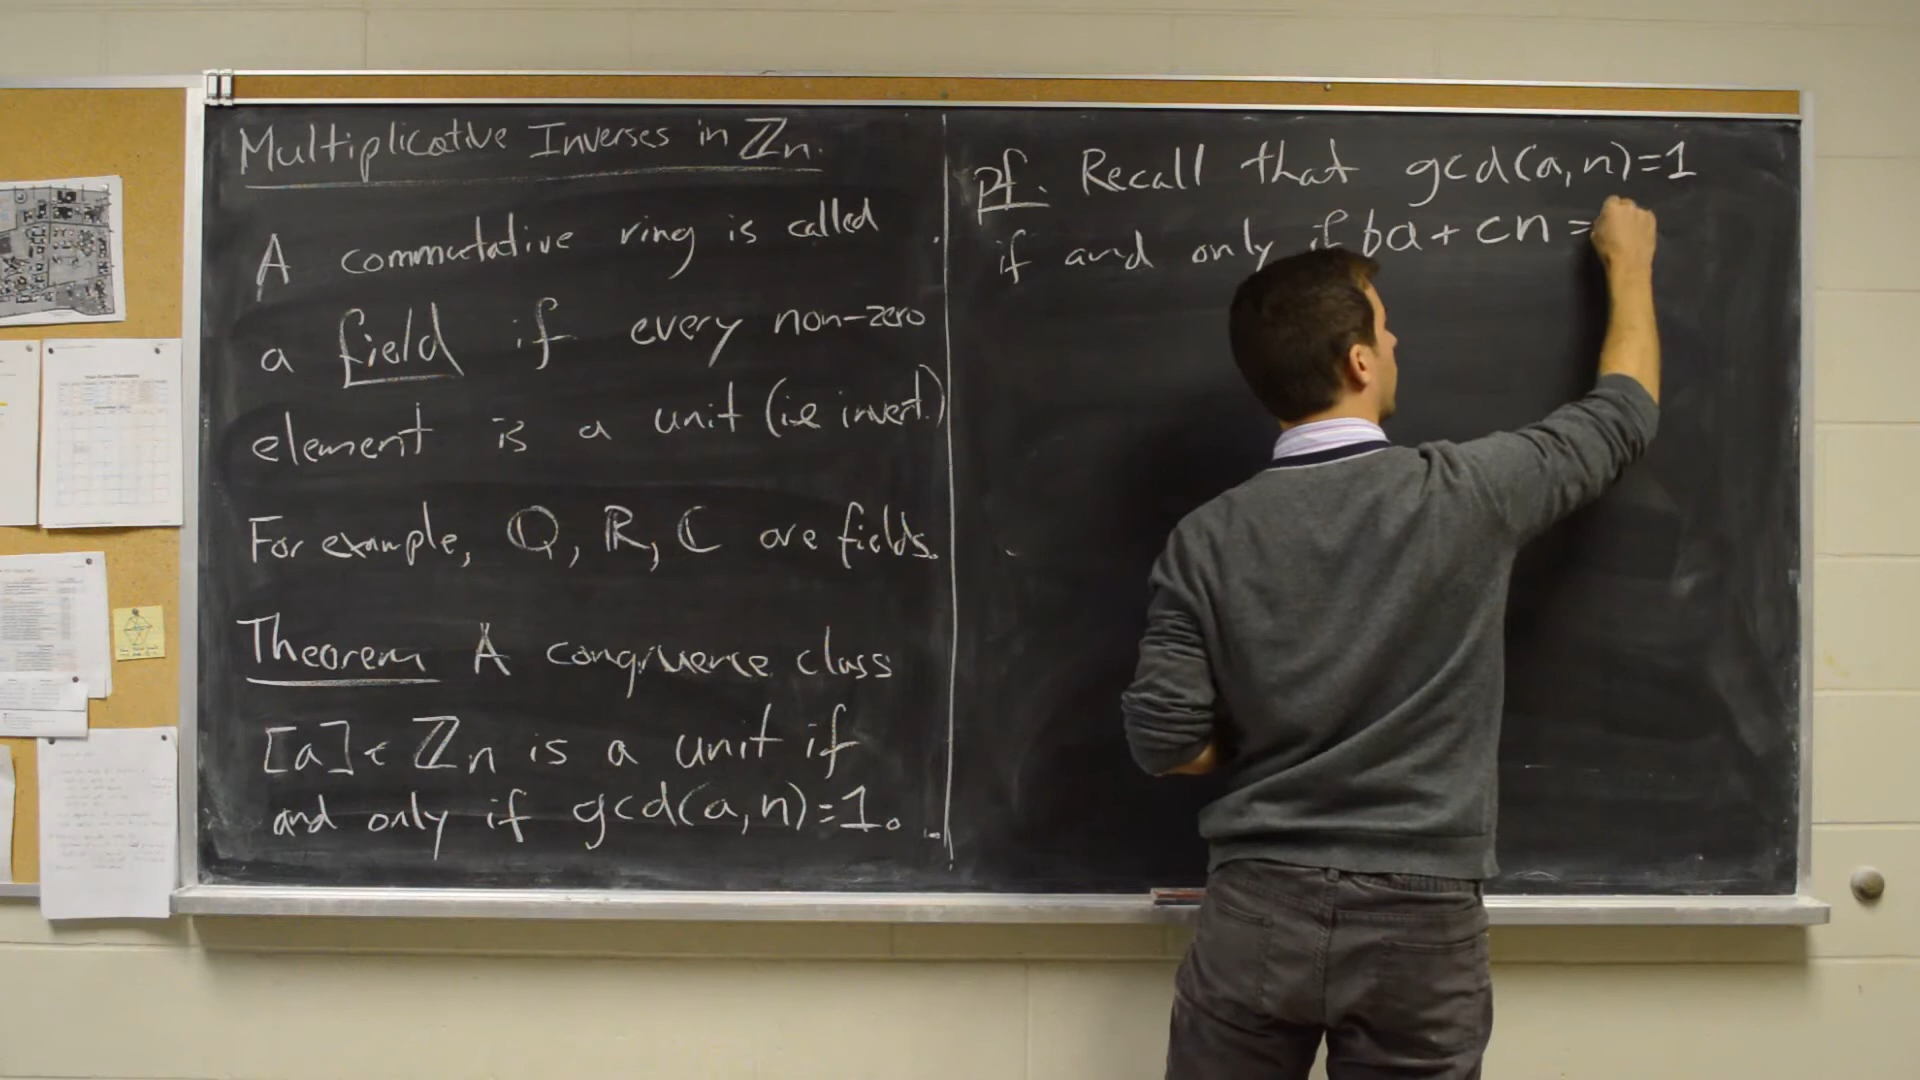 Multiplicative Inverses in ℤn.
A commutative ring is called
a field if every non-zero
element is a unit (ie invert.)
For example, ℚ, ℝ, ℂ are fields.
Theorem A congruence class
[a] ∈ ℤn is a unit if
and only if gcd(a,n)=1.
pf. Recall that gcd(a,n)=1
if and only if ba + cn =